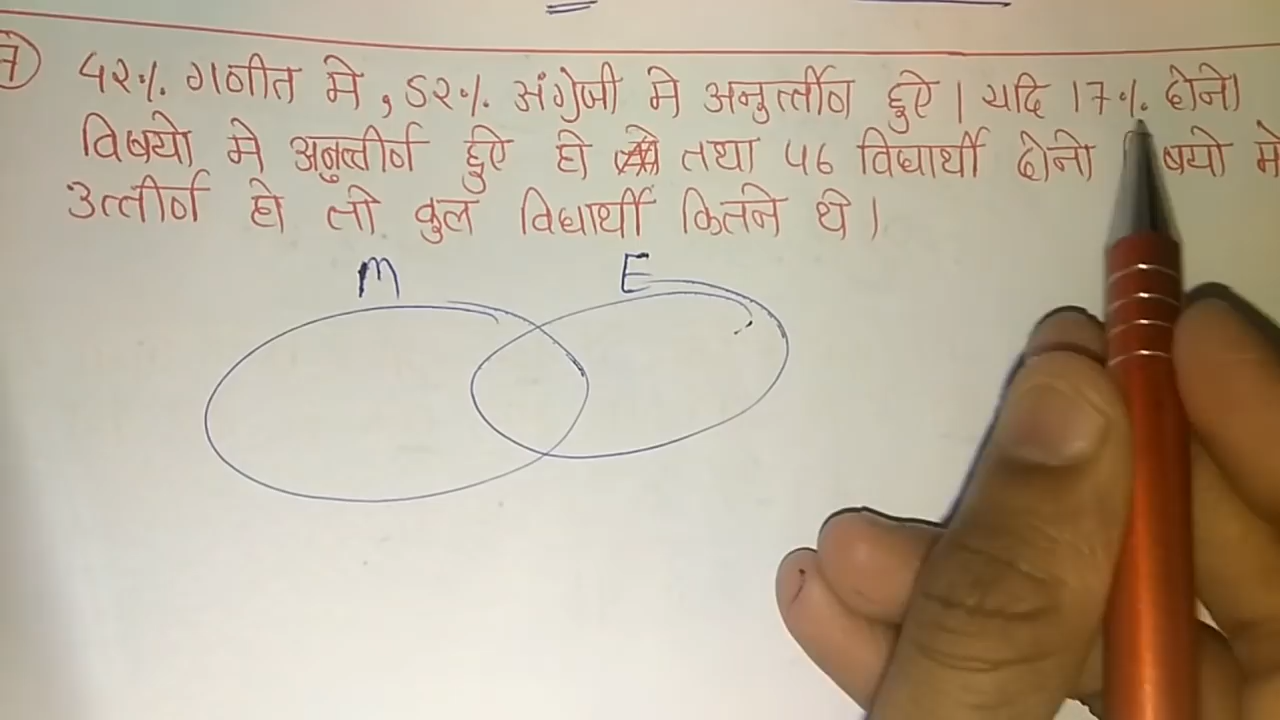 7
42% गणीत मे, 52% अंग्रेजी मे अनुर्त्तीण हुऐ। यदि 17% दोनो
विषयो मे अनुत्तीर्ण हुऐ हो तथा 46 विद्यार्थी दोनो षयो मे
उत्तीर्ण हो तो कुल विद्यार्थी कितने थे।
M E